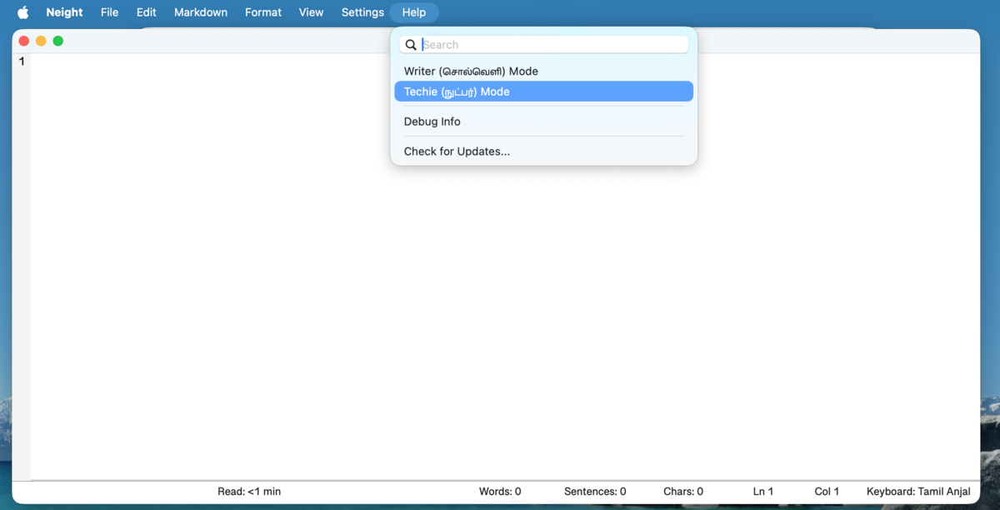 Neight File Edit Markdown Format View Settings Help
Search
1
Writer (சொல்வெளி) Mode
Techie (நுட்பர்) Mode
Debug Info
Check for Updates...
Read: <1 min Words: 0 Sentences: 0 Chars: 0 Ln 1 Col 1 Keyboard: Tamil Anjal